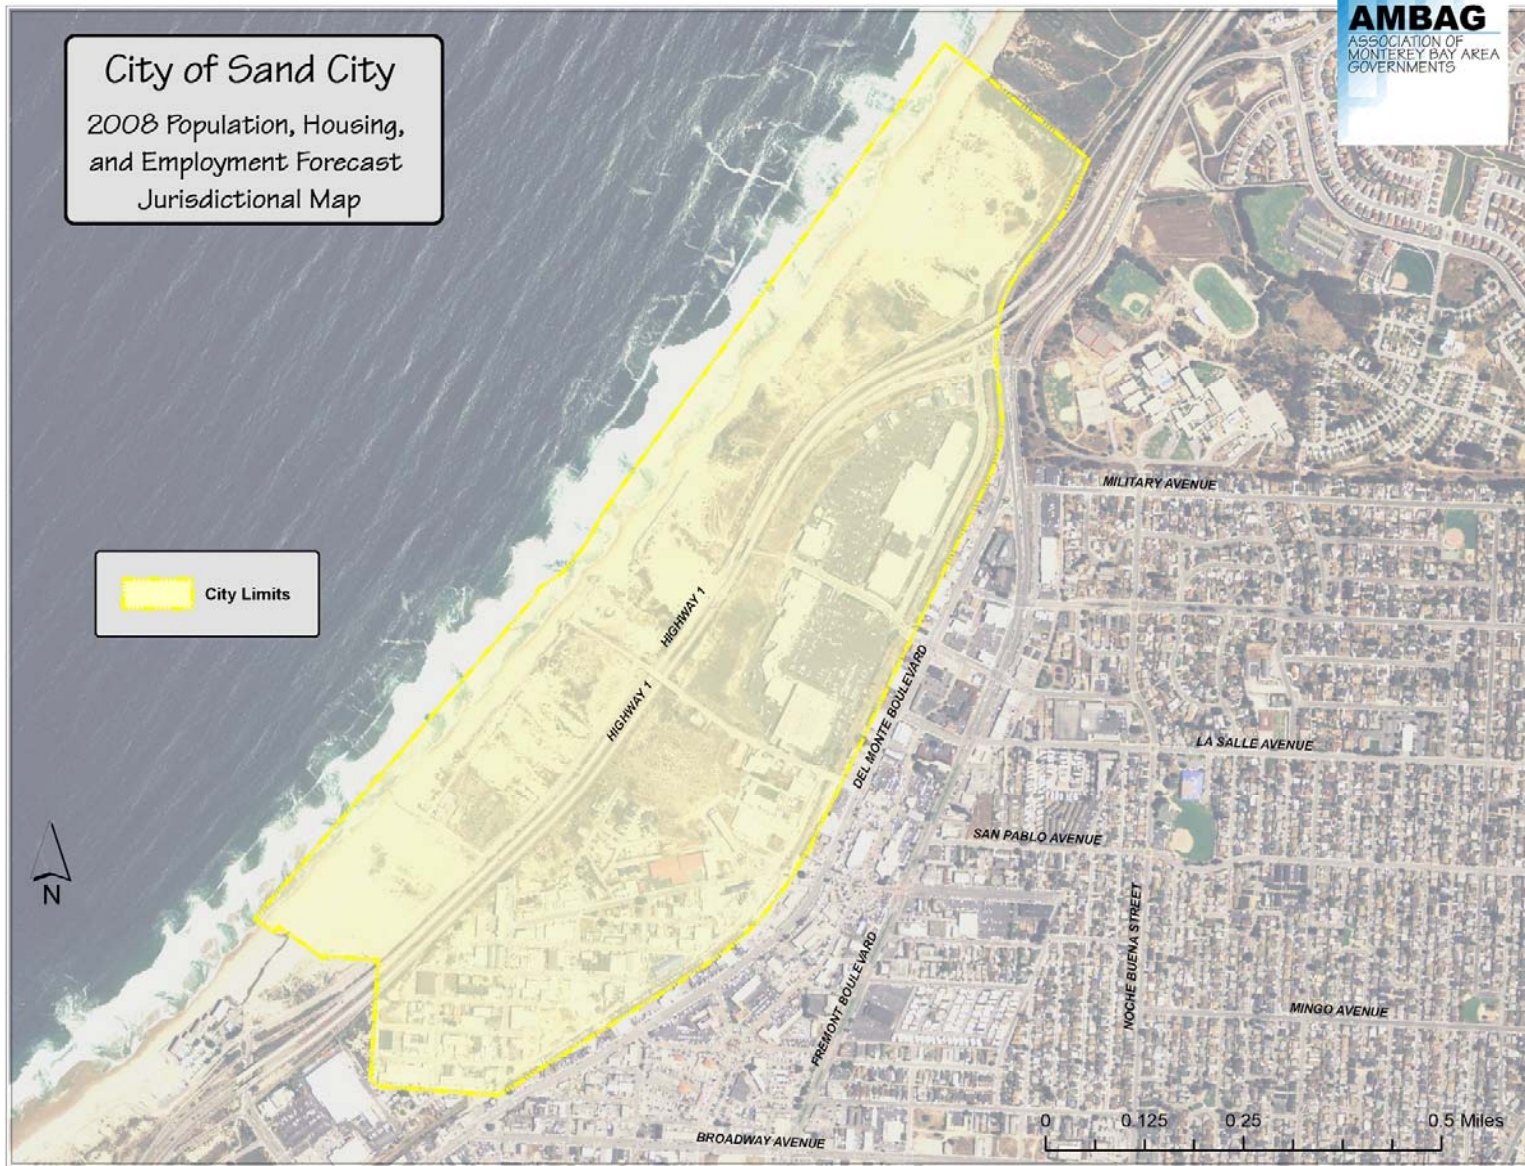 City of Sand City
2008 Population, Housing,
and Employment Forecast
Jurisdictional Map
AMBAG
ASSOCIATION OF
MONTEREY BAY AREA
GOVERNMENTS
City Limits
HIGHWAY 1
HIGHWAY 1
MILITARY AVENUE
DEL MONTE BOULEVARD
LA SALLE AVENUE
SAN PABLO AVENUE
NOCHE BUENA STREET
FREMONT BOULEVARD
MINGO AVENUE
BROADWAY AVENUE
N
0 0.125 0.25 0.5 Miles